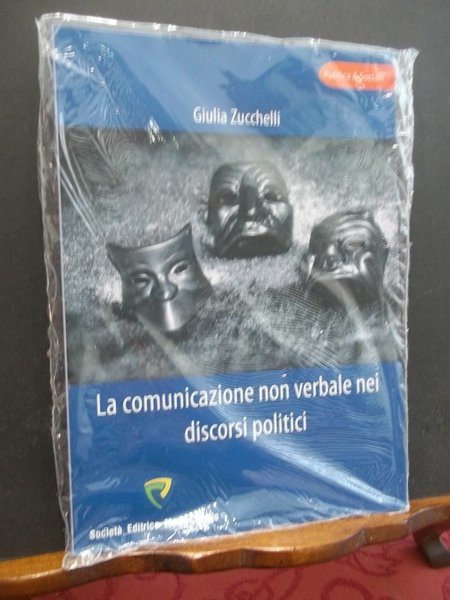 Politica & Società
Giulia Zucchelli
La comunicazione non verbale nei
discorsi politici
Società Editrice